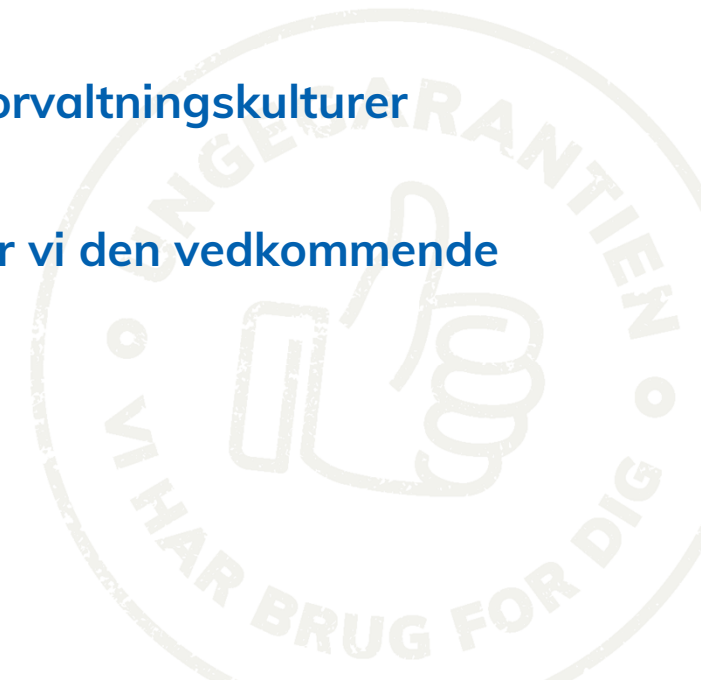 orvaltningskulturer
r vi den vedkommende
UNGEGARANTIEN
VI HAR BRUG FOR DIG